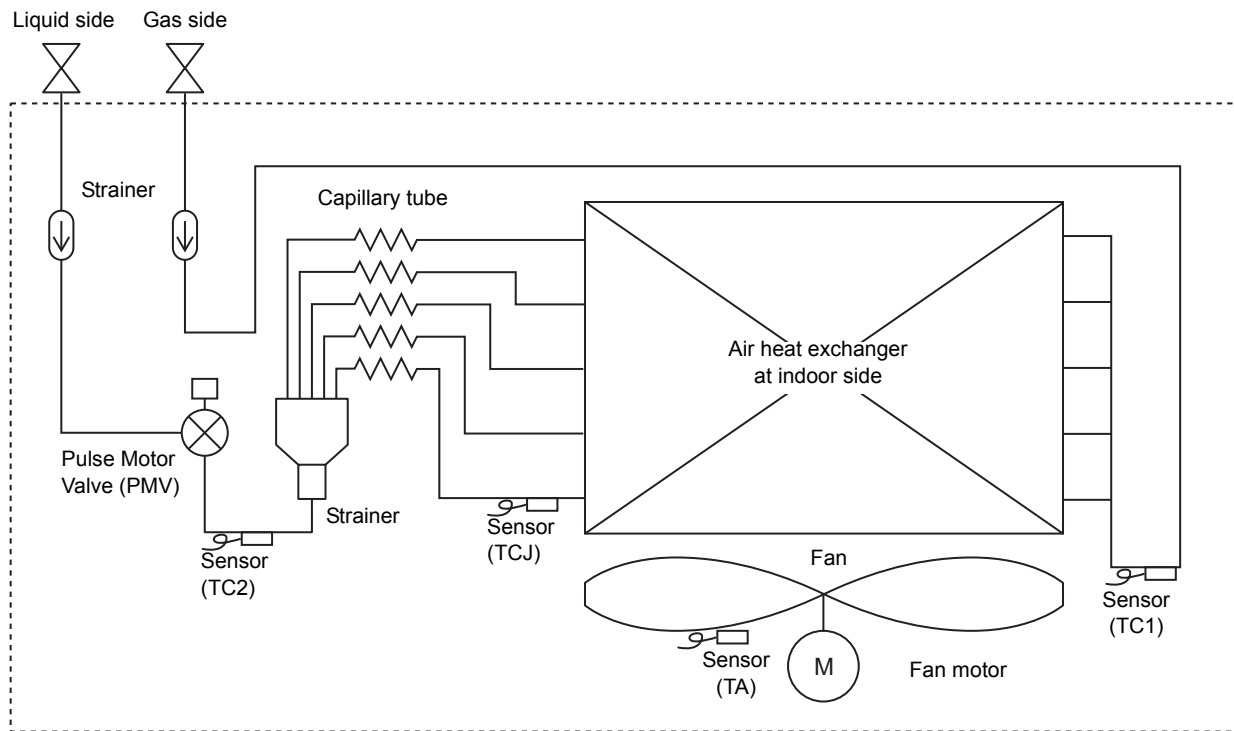 Liquid side
Gas side
Strainer
Capillary tube
Air heat exchanger
at indoor side
Pulse Motor
Valve (PMV)
Strainer
Sensor
(TCJ)
Sensor
(TC2)
Fan
Sensor
(TC1)
Sensor
(TA)
M
Fan motor